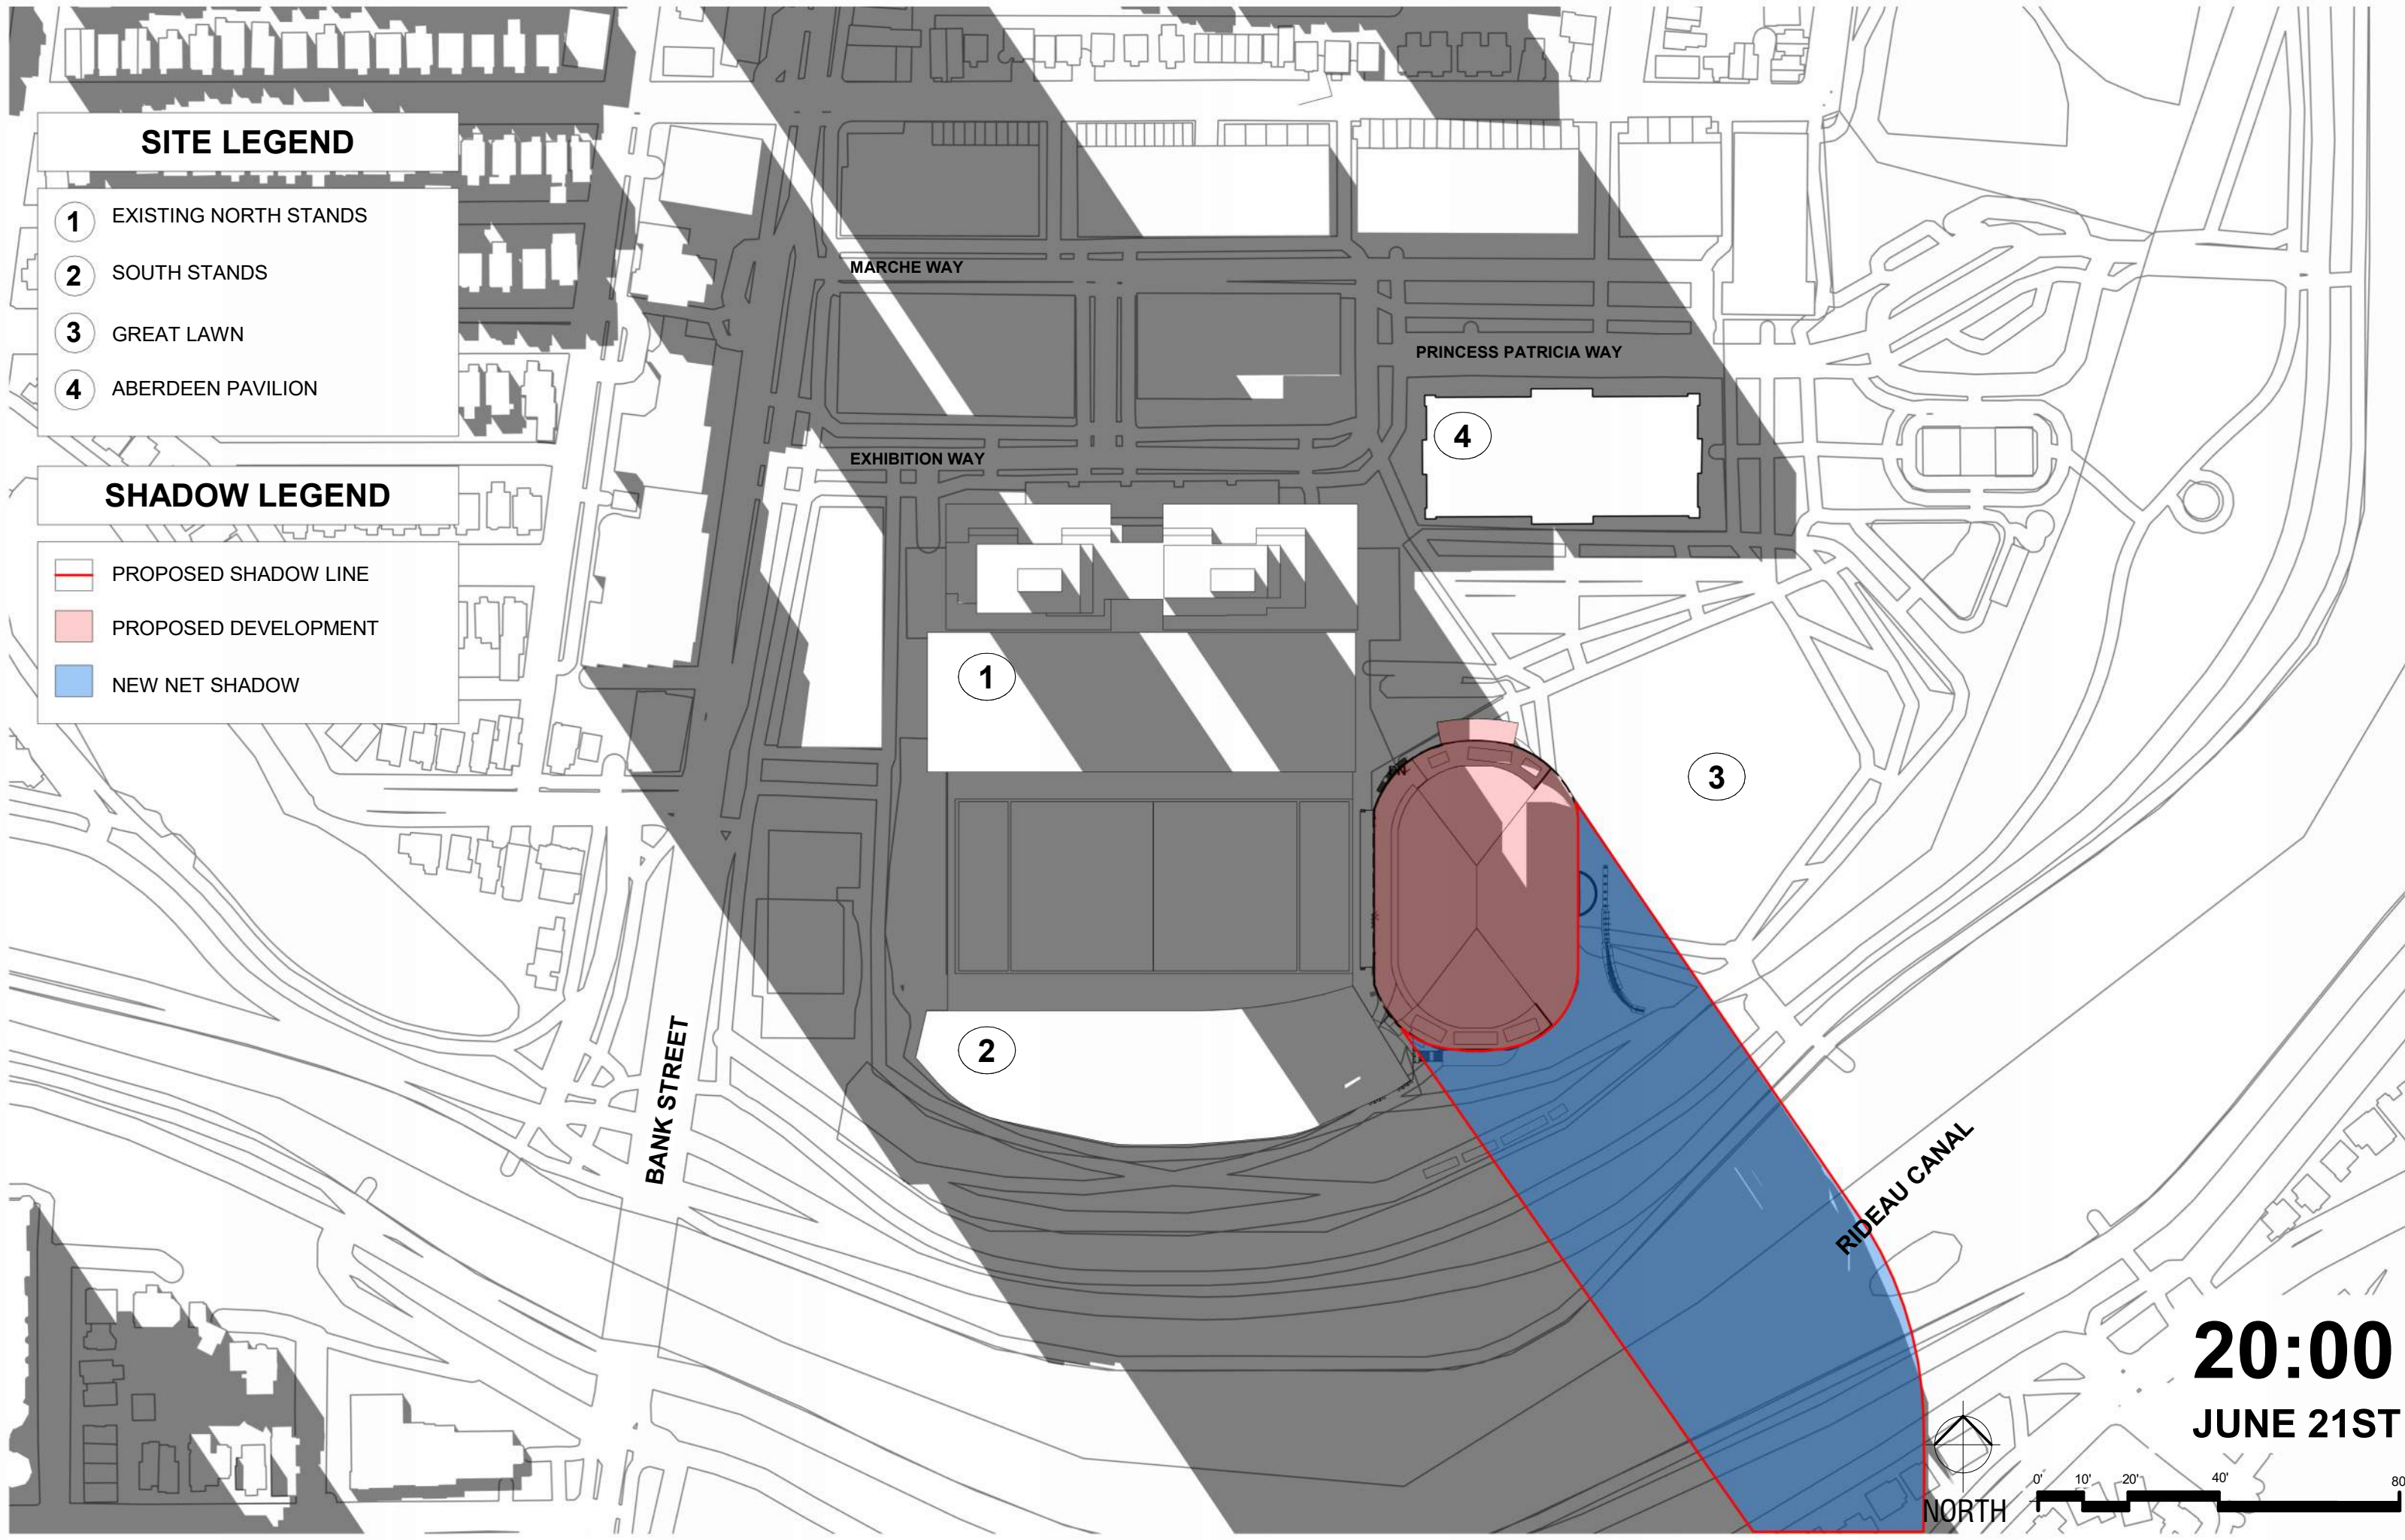 SITE LEGEND
1 EXISTING NORTH STANDS
2 SOUTH STANDS
3 GREAT LAWN
4 ABERDEEN PAVILION
SHADOW LEGEND
PROPOSED SHADOW LINE
PROPOSED DEVELOPMENT
NEW NET SHADOW
MARCHE WAY
PRINCESS PATRICIA WAY
4
EXHIBITION WAY
1
3
2
BANK STREET
RIDEAU CANAL
20:00
JUNE 21ST
NORTH
0' 10' 20' 40' 80